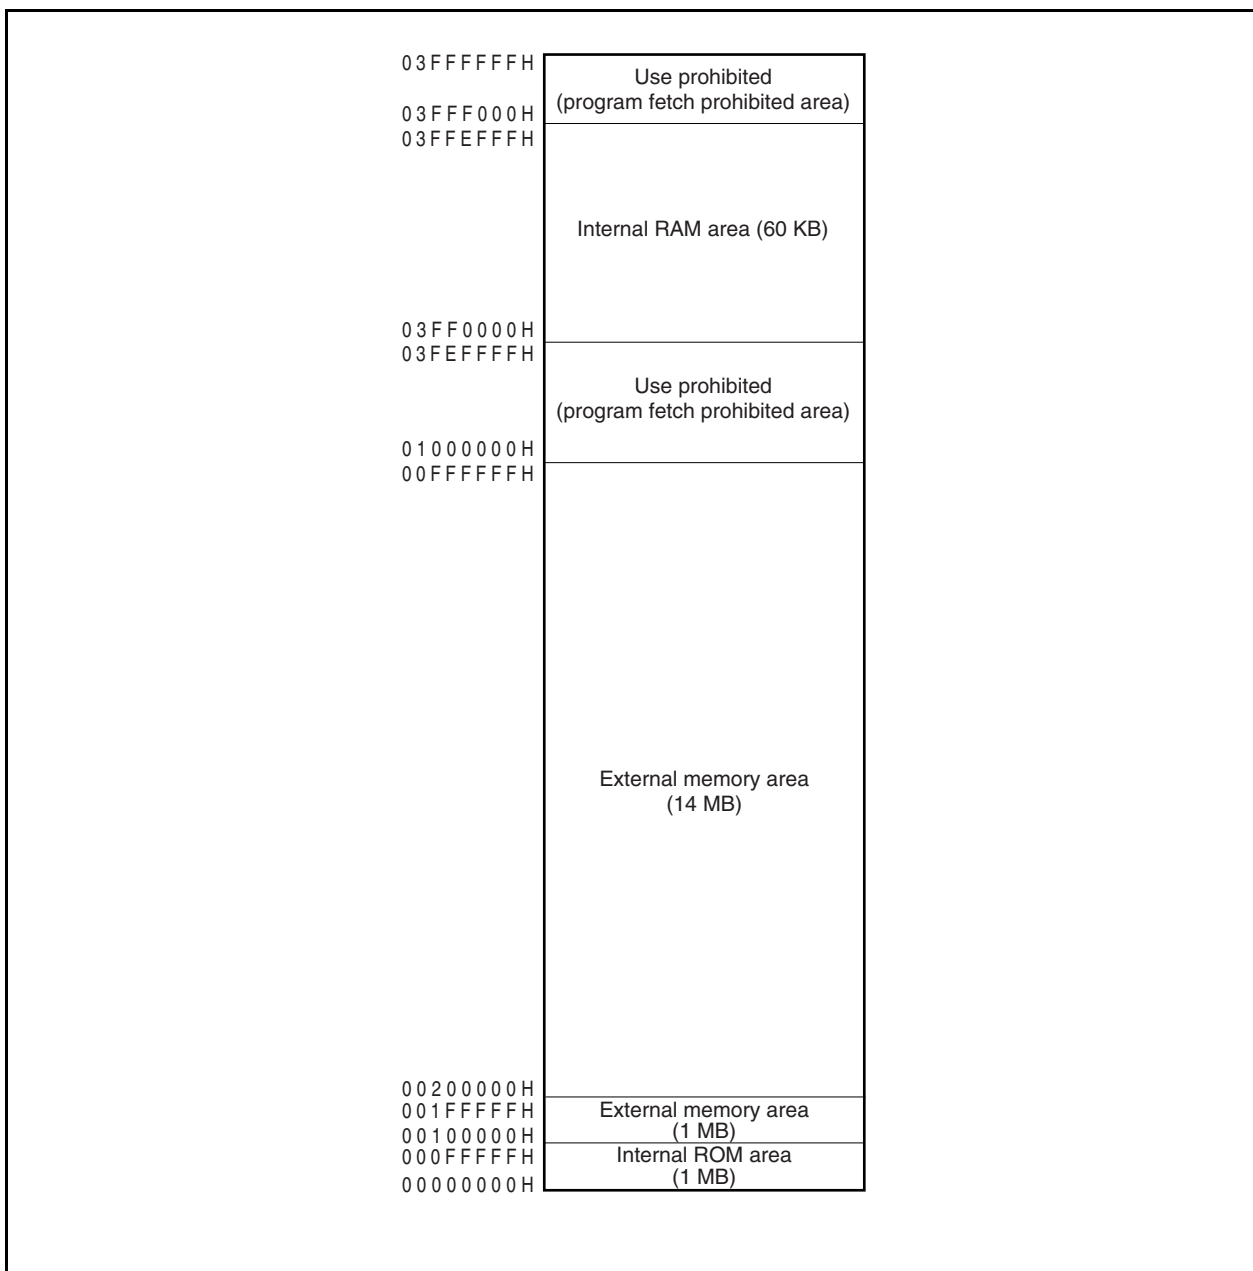 03FFFFFFH
Use prohibited
(program fetch prohibited area)
03FFF000H
03FFEFFFH
Internal RAM area (60 KB)
03FF0000H
03FEFFFFH
Use prohibited
(program fetch prohibited area)
01000000H
00FFFFFFH
External memory area
(14 MB)
00200000H
001FFFFFH
External memory area
(1 MB)
00100000H
000FFFFFH
Internal ROM area
(1 MB)
00000000H